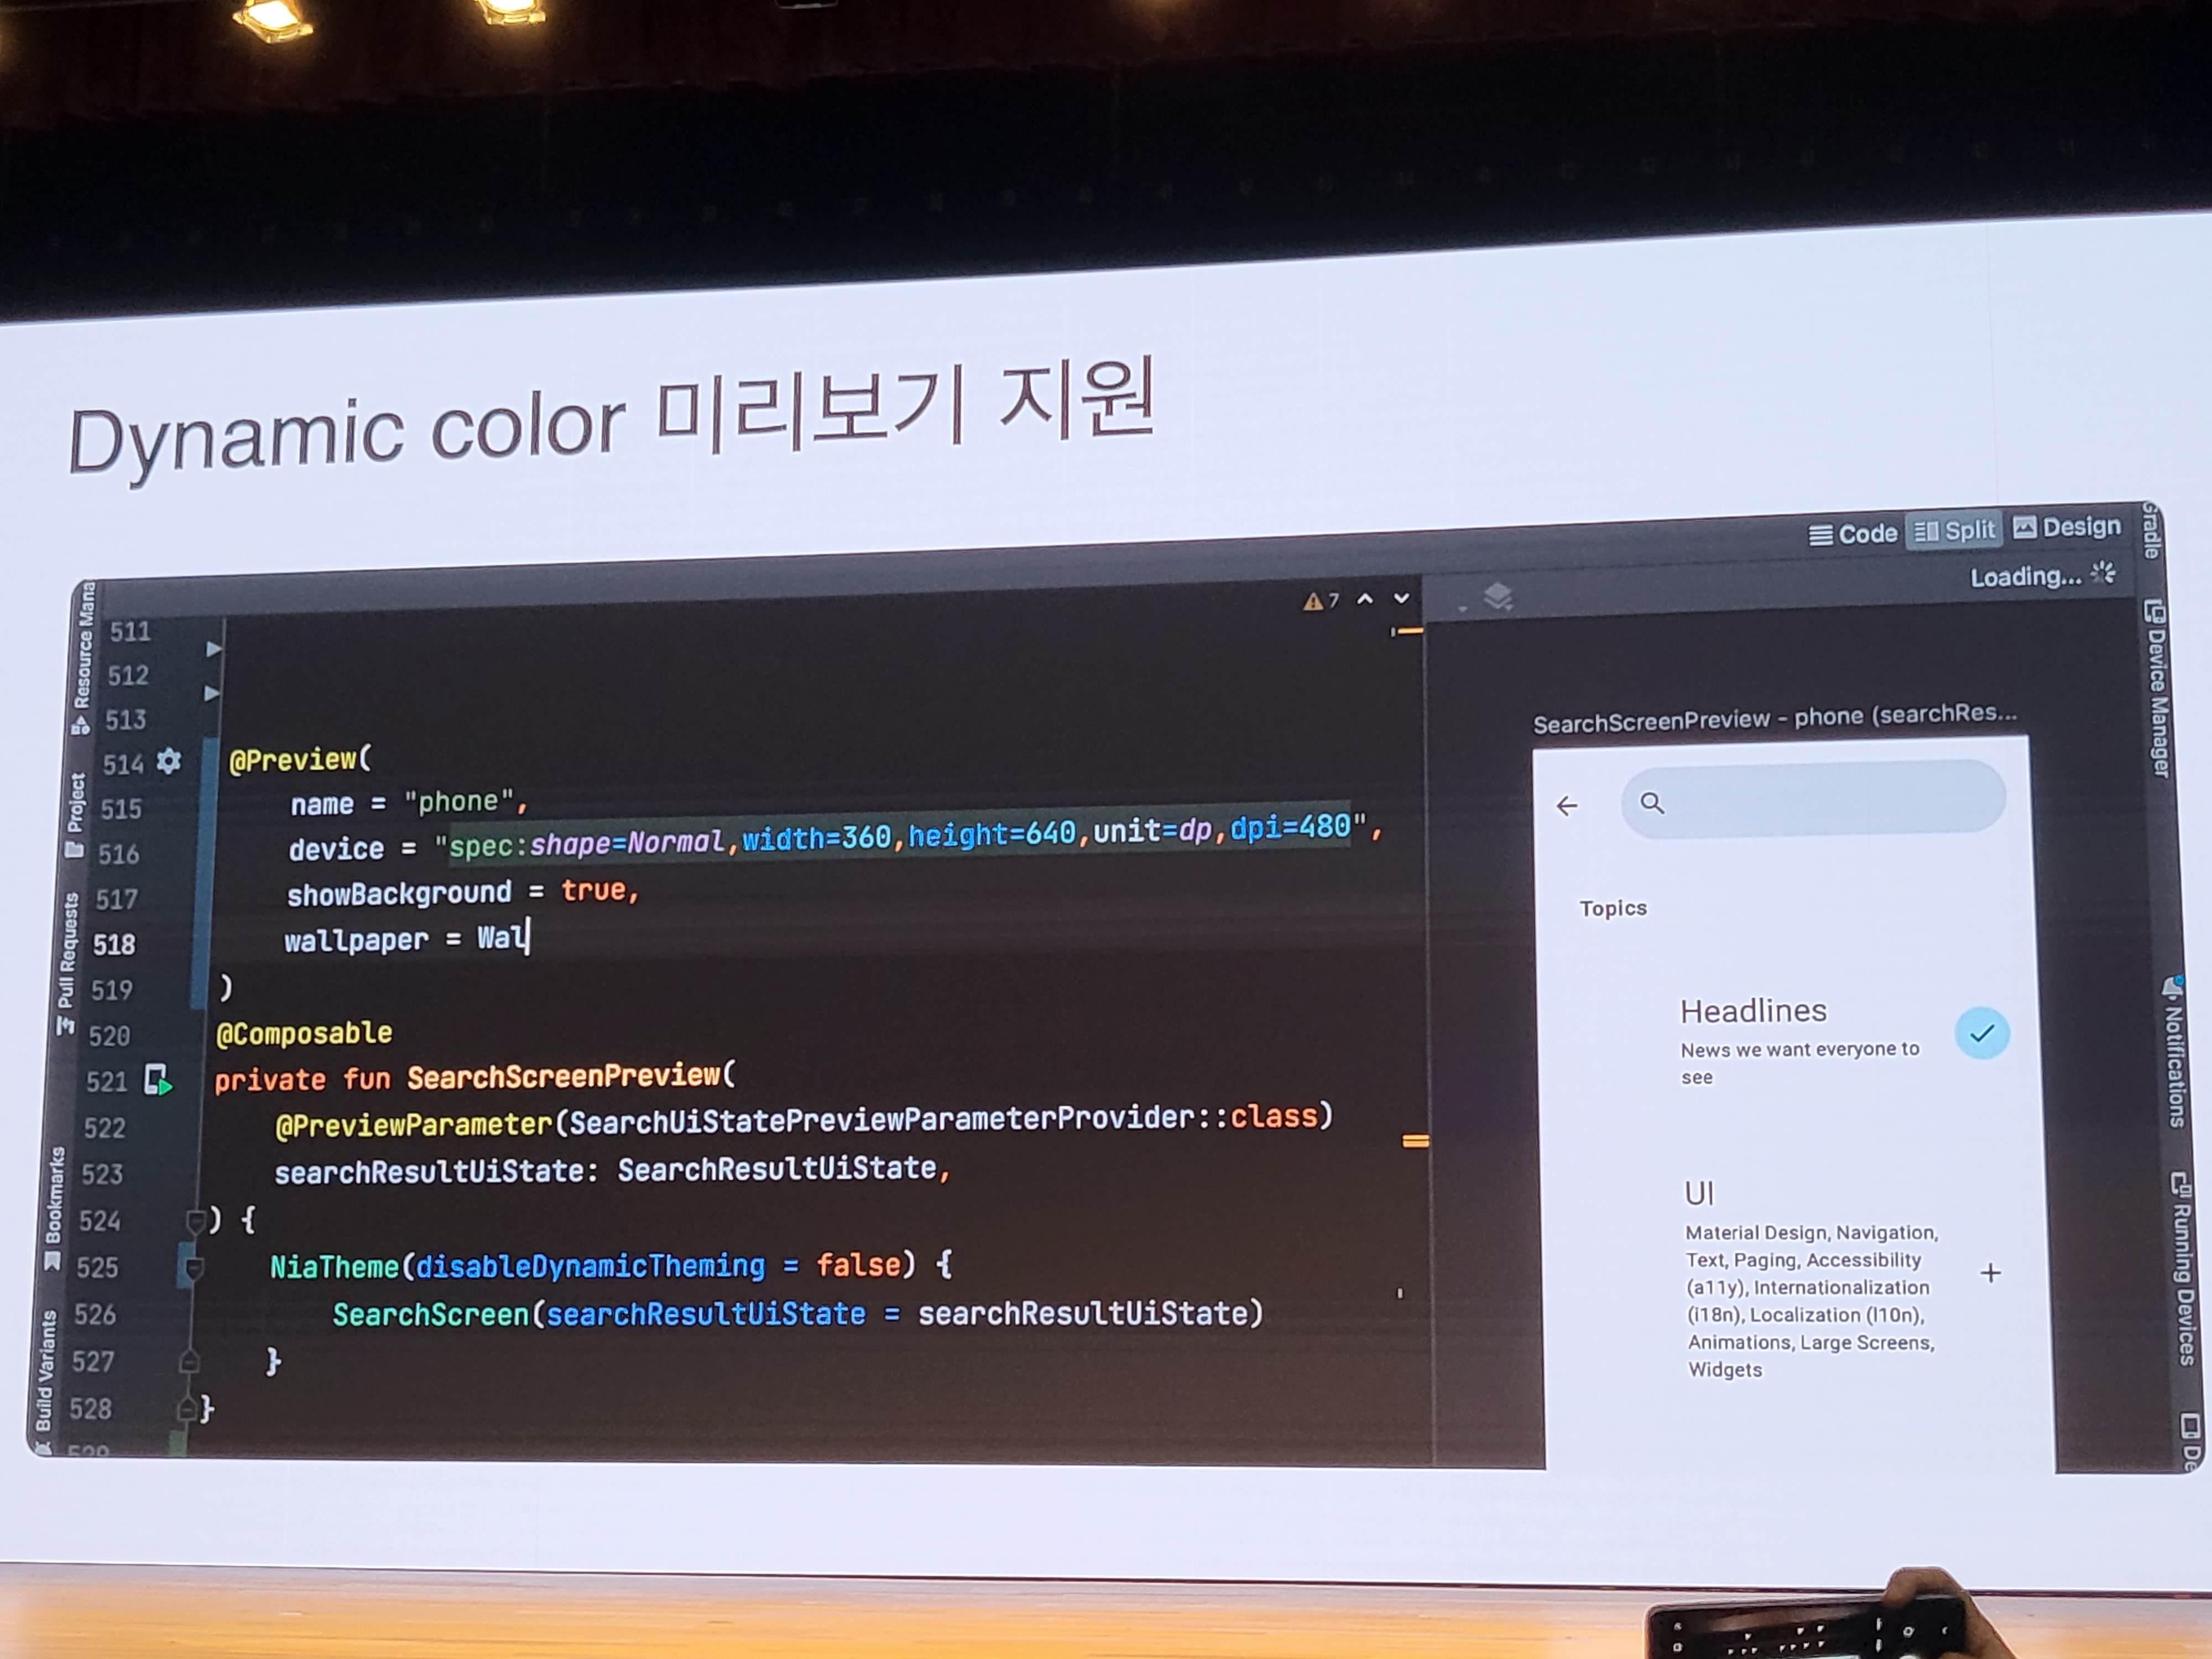 Dynamic color 미리보기 지원
Code Split Design
Loading...
7
Resource Mana
Project
Pull Requests
Bookmarks
Build Variants
511
512
513
514 @Preview(
515 name = "phone",
516 device = "spec:shape=Normal,width=360,height=640,unit=dp,dpi=480",
517 showBackground = true,
518 wallpaper = Wal
519 )
520 @Composable
521 private fun SearchScreenPreview(
522 @PreviewParameter(SearchUiStatePreviewParameterProvider::class)
523 searchResultUiState: SearchResultUiState,
524 ) {
525 NiaTheme(disableDynamicTheming = false) {
526 SearchScreen(searchResultUiState = searchResultUiState)
527 }
528 }
529
SearchScreenPreview - phone (searchRes...
Topics
Headlines
News we want everyone to
see
UI
Material Design, Navigation,
Text, Paging, Accessibility
(a11y), Internationalization
(i18n), Localization (l10n),
Animations, Large Screens,
Widgets
Gradle
Device Manager
Notifications
Running Devices
De